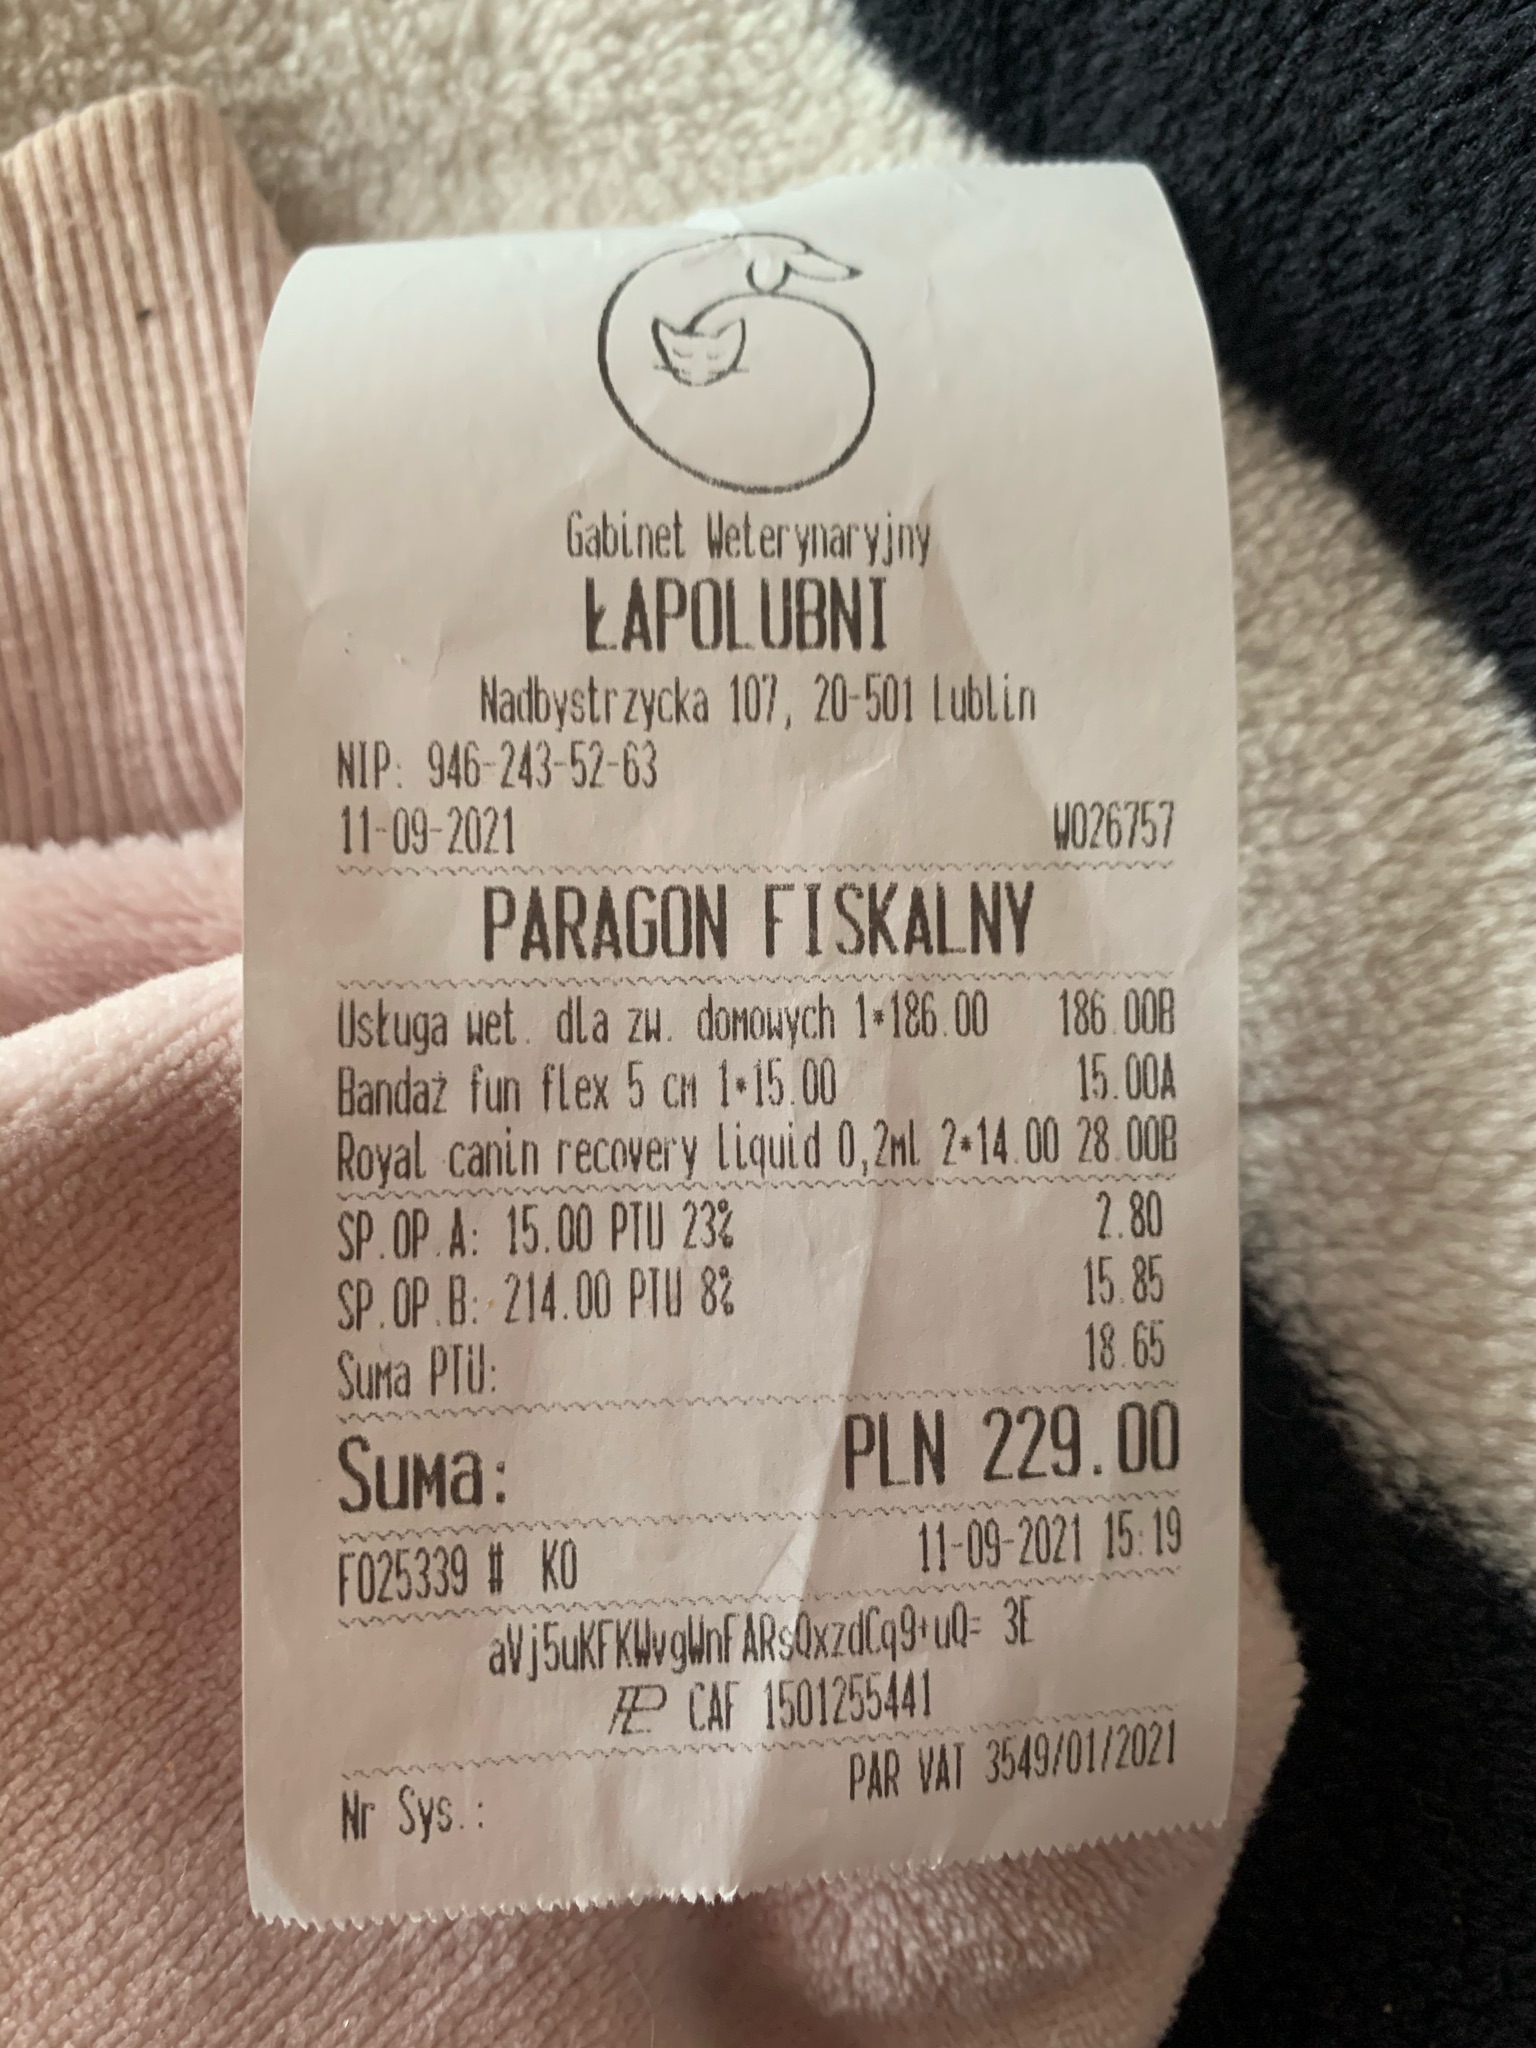 Gabinet Weterynaryjny
ŁAPOLUBNI
Nadbystrzycka 107, 20-501 Lublin
NIP: 946-243-52-63
11-09-2021 W026757
PARAGON FISKALNY
Usługa wet. dla zw. domowych 1*186.00 186.00B
Bandaż fun flex 5 cm 1*15.00 15.00A
Royal canin recovery liquid 0,2ml 2*14.00 28.00B
SP.OP.A: 15.00 PTU 23% 2.80
SP.OP.B: 214.00 PTU 8% 15.85
Suma PTU: 18.65
Suma: PLN 229.00
F025339 # KO 11-09-2021 15:19
aVj5uKFKWvgWnFARsQxzdCq9+uQ= 3E
CAF 1501255441
PAR VAT 3549/01/2021
Nr Sys.: